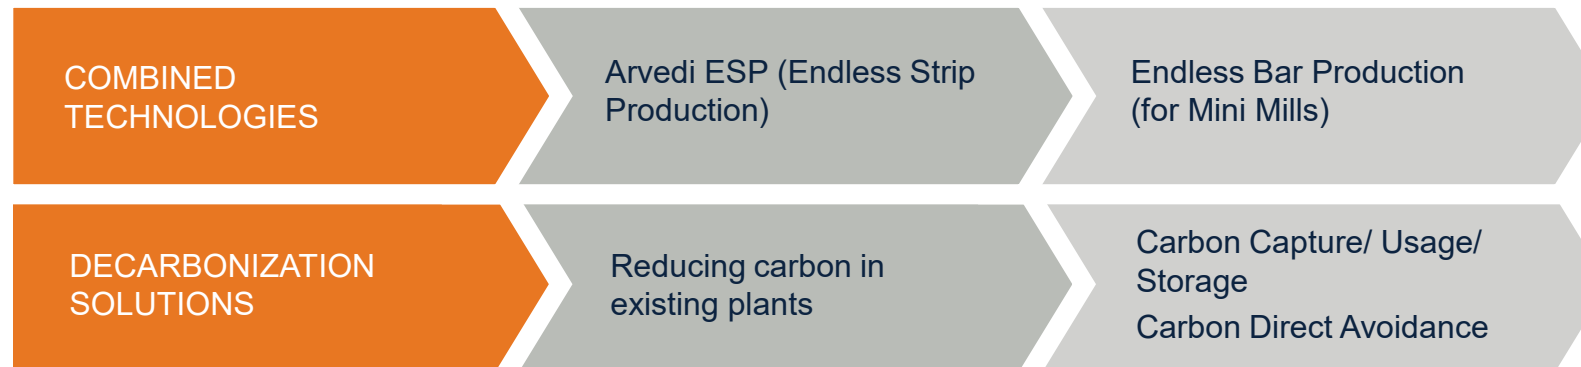 COMBINED
TECHNOLOGIES
Arvedi ESP (Endless Strip
Production)
Endless Bar Production
(for Mini Mills)
DECARBONIZATION
SOLUTIONS
Reducing carbon in
existing plants
Carbon Capture/ Usage/
Storage
Carbon Direct Avoidance